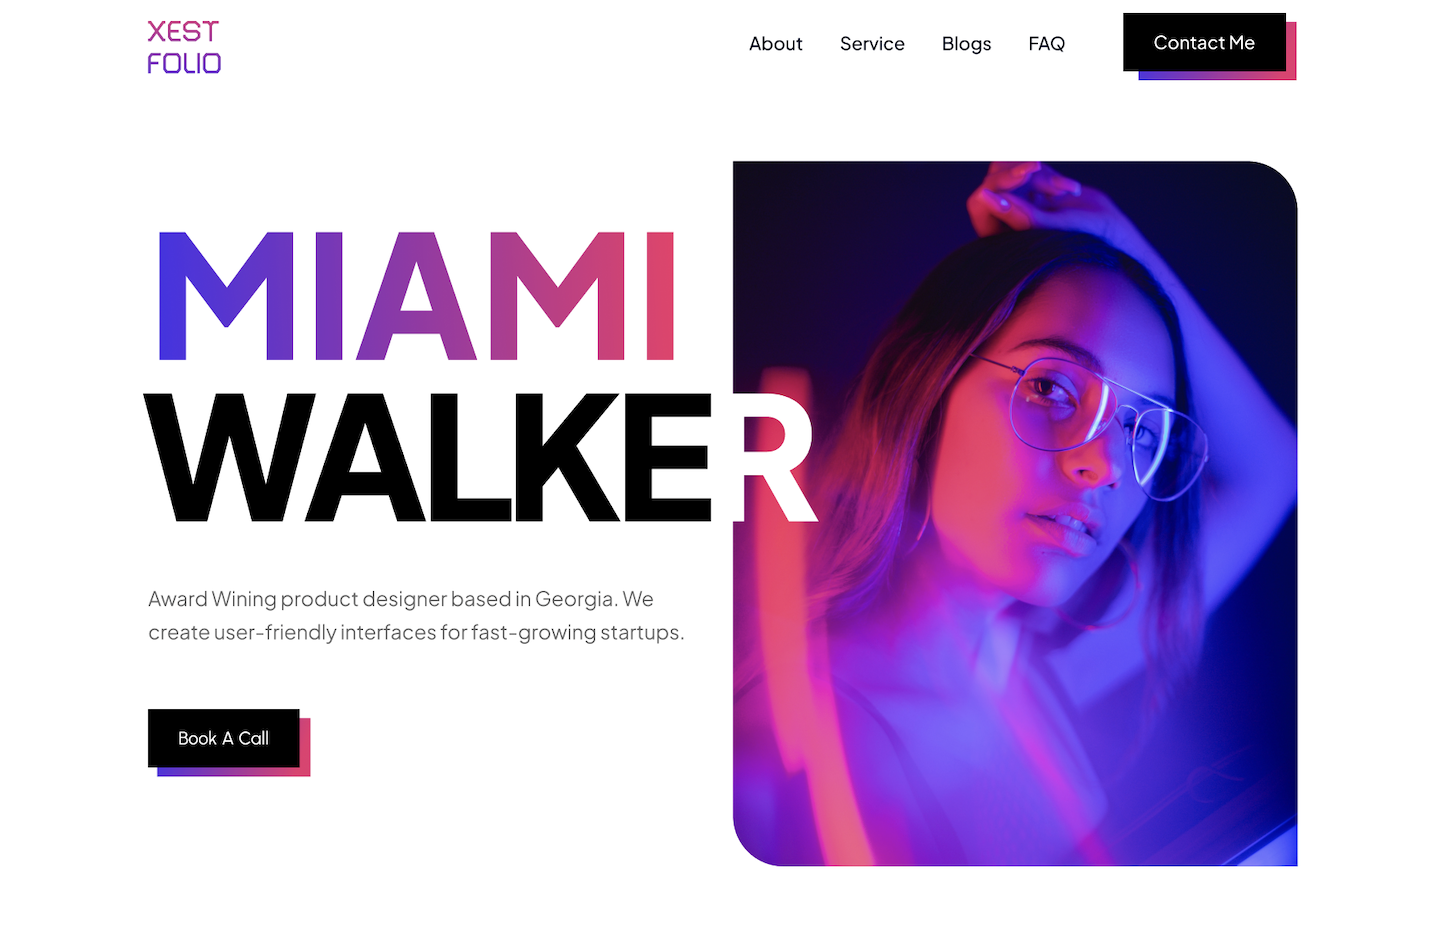 XEST
FOLIO
About
Service
Blogs
FAQ
Contact Me
MIAMI
WALKER
Award Wining product designer based in Georgia. We
create user-friendly interfaces for fast-growing startups.
Book A Call